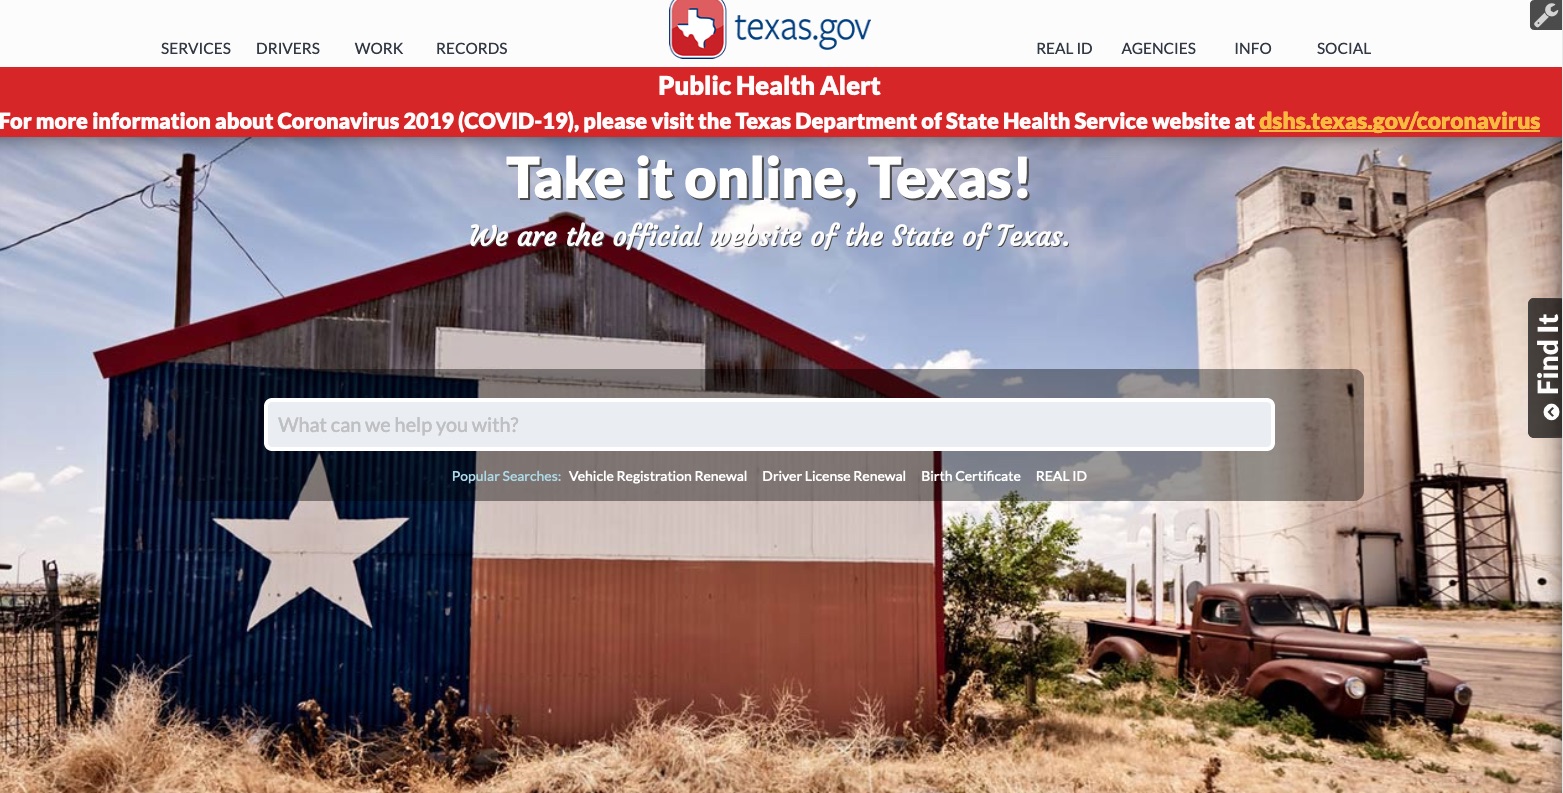 texas.gov
SERVICES DRIVERS WORK RECORDS REAL ID AGENCIES INFO SOCIAL
Public Health Alert
For more information about Coronavirus 2019 (COVID-19), please visit the Texas Department of State Health Service website at dshs.texas.gov/coronavirus
Take it online, Texas!
We are the official website of the State of Texas.
Find It
What can we help you with?
Popular Searches: Vehicle Registration Renewal Driver License Renewal Birth Certificate REAL ID